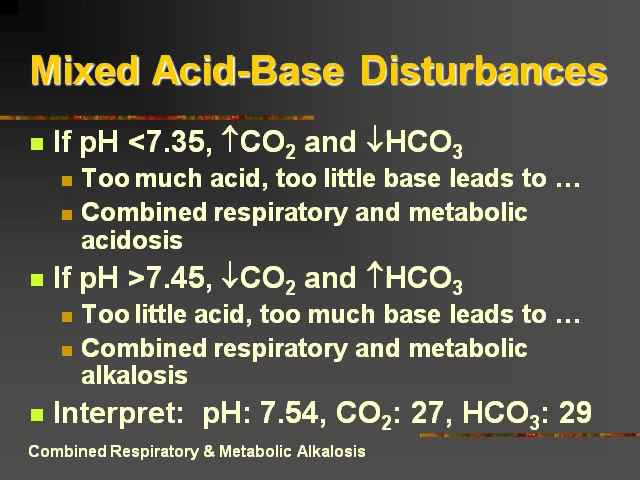 Mixed Acid-Base Disturbances
If pH <7.35, ↑CO₂ and ↓HCO₃
Too much acid, too little base leads to …
Combined respiratory and metabolic
acidosis
If pH >7.45, ↓CO₂ and ↑HCO₃
Too little acid, too much base leads to …
Combined respiratory and metabolic
alkalosis
Interpret: pH: 7.54, CO₂: 27, HCO₃: 29
Combined Respiratory & Metabolic Alkalosis